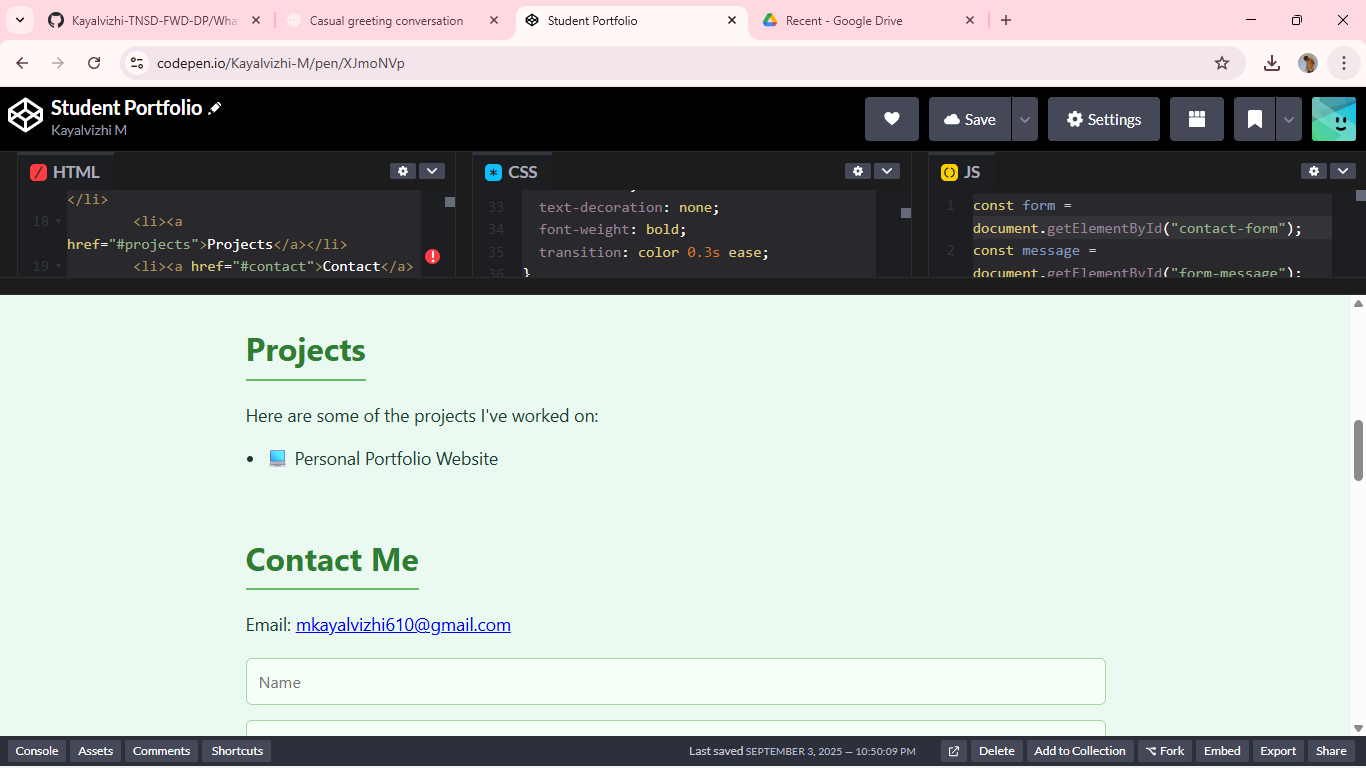 Kayalvizhi-TNSD-FWD-DP/Wha
Casual greeting conversation
Student Portfolio
Recent - Google Drive
codepen.io/Kayalvizhi-M/pen/XJmoNVp
Student Portfolio
Kayalvizhi M
Save
Settings
HTML
</li>
18 <li><a
href="#projects">Projects</a></li>
19 <li><a href="#contact">Contact</a>
CSS
33 text-decoration: none;
34 font-weight: bold;
35 transition: color 0.3s ease;
36 }
JS
1 const form =
document.getElementById("contact-form");
2 const message =
document.getElementById("form-message");
Projects
Here are some of the projects I've worked on:
• 💻 Personal Portfolio Website
Contact Me
Email: mkayalvizhi610@gmail.com
Name
Console Assets Comments Shortcuts
Last saved SEPTEMBER 3, 2025 — 10:50:09 PM
Delete Add to Collection Fork Embed Export Share